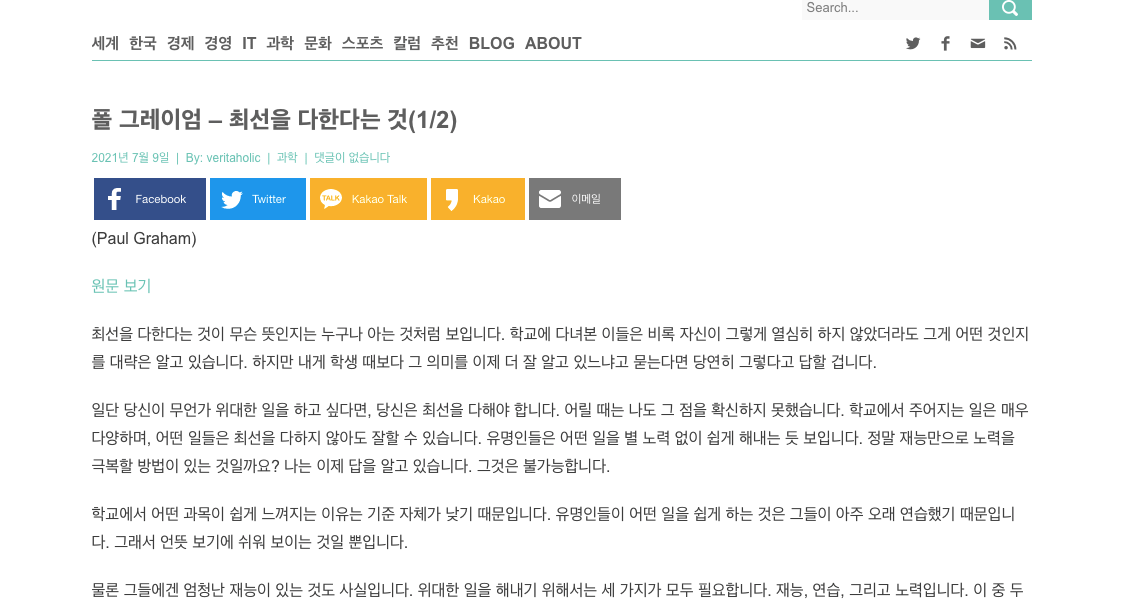 Search...
세계 한국 경제 경영 IT 과학 문화 스포츠 칼럼 추천 BLOG ABOUT
폴 그레이엄 – 최선을 다한다는 것(1/2)
2021년 7월 9일 | By: veritaholic | 과학 | 댓글이 없습니다
Facebook Twitter TALK Kakao Talk Kakao 이메일
(Paul Graham)
원문 보기
최선을 다한다는 것이 무슨 뜻인지는 누구나 아는 것처럼 보입니다. 학교에 다녀본 이들은 비록 자신이 그렇게 열심히 하지 않았더라도 그게 어떤 것인지
를 대략은 알고 있습니다. 하지만 내게 학생 때보다 그 의미를 이제 더 잘 알고 있느냐고 묻는다면 당연히 그렇다고 답할 겁니다.
일단 당신이 무언가 위대한 일을 하고 싶다면, 당신은 최선을 다해야 합니다. 어릴 때는 나도 그 점을 확신하지 못했습니다. 학교에서 주어지는 일은 매우
다양하며, 어떤 일들은 최선을 다하지 않아도 잘할 수 있습니다. 유명인들은 어떤 일을 별 노력 없이 쉽게 해내는 듯 보입니다. 정말 재능만으로 노력을
극복할 방법이 있는 것일까요? 나는 이제 답을 알고 있습니다. 그것은 불가능합니다.
학교에서 어떤 과목이 쉽게 느껴지는 이유는 기준 자체가 낮기 때문입니다. 유명인들이 어떤 일을 쉽게 하는 것은 그들이 아주 오래 연습했기 때문입니
다. 그래서 언뜻 보기에 쉬워 보이는 것일 뿐입니다.
물론 그들에겐 엄청난 재능이 있는 것도 사실입니다. 위대한 일을 해내기 위해서는 세 가지가 모두 필요합니다. 재능, 연습, 그리고 노력입니다. 이 중 두